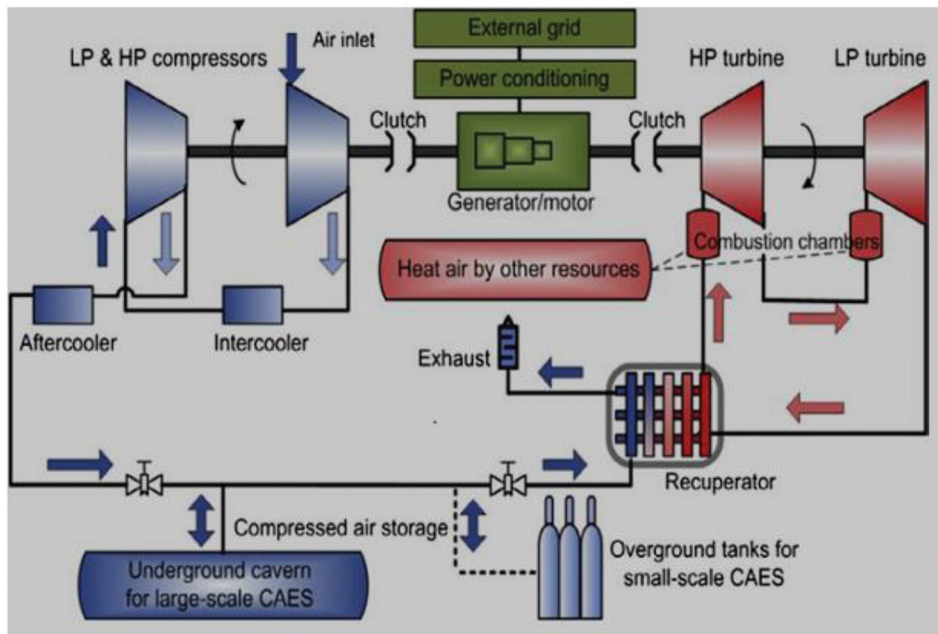 External grid
Air inlet
LP & HP compressors
HP turbine
LP turbine
Power conditioning
Clutch
Clutch
Generator/motor
Combustion chambers
Heat air by other resources
Aftercooler
Intercooler
Exhaust
Recuperator
Compressed air storage
Underground cavern
for large-scale CAES
Overground tanks for
small-scale CAES